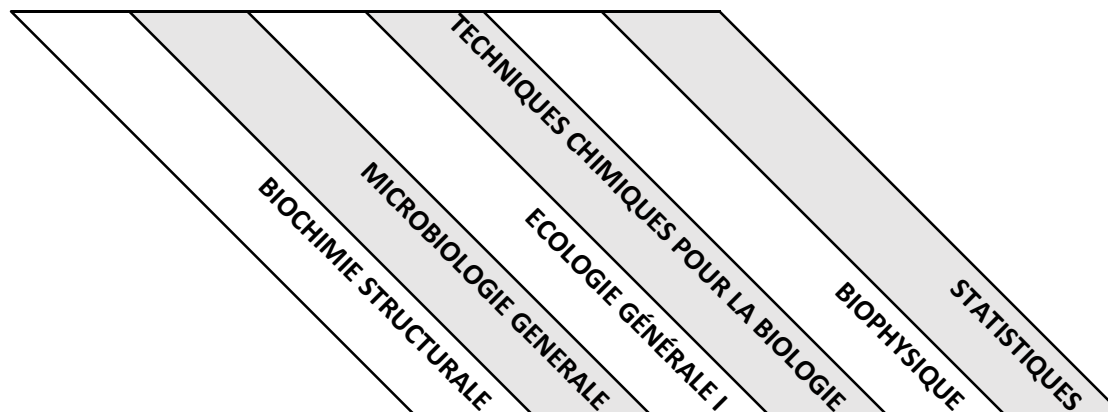 BIOCHIMIE STRUCTURALE
MICROBIOLOGIE GENERALE
ECOLOGIE GÉNÉRALE I
TECHNIQUES CHIMIQUES POUR LA BIOLOGIE
BIOPHYSIQUE
STATISTIQUES